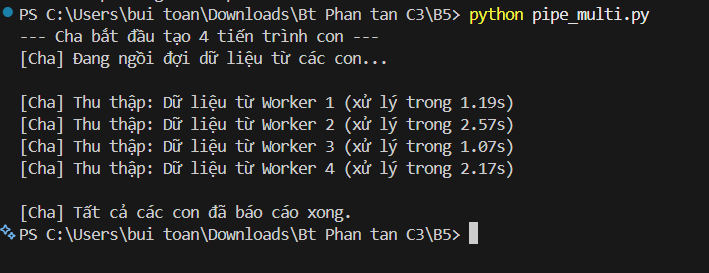 PS C:\Users\bui toan\Downloads\Bt Phan tan C3\B5> python pipe_multi.py
--- Cha bắt đầu tạo 4 tiến trình con ---
[Cha] Đang ngồi đợi dữ liệu từ các con...
[Cha] Thu thập: Dữ liệu từ Worker 1 (xử lý trong 1.19s)
[Cha] Thu thập: Dữ liệu từ Worker 2 (xử lý trong 2.57s)
[Cha] Thu thập: Dữ liệu từ Worker 3 (xử lý trong 1.07s)
[Cha] Thu thập: Dữ liệu từ Worker 4 (xử lý trong 2.17s)
[Cha] Tất cả các con đã báo cáo xong.
PS C:\Users\bui toan\Downloads\Bt Phan tan C3\B5>